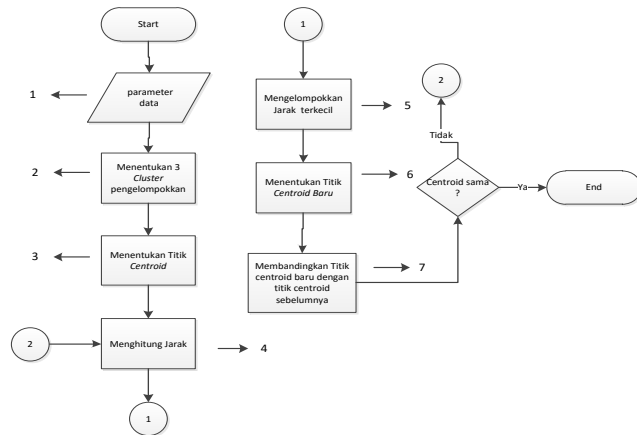 Start
1
parameter
data
2
Menentukan 3
Cluster
pengelompokkan
3
Menentukan Titik
Centroid
2
Menghitung Jarak
4
1
1
Mengelompokkan
Jarak terkecil
5
Menentukan Titik
Centroid Baru
6
Membandingkan Titik
centroid baru dengan
titik centroid
sebelumnya
7
2
Tidak
Centroid sama
?
Ya
End